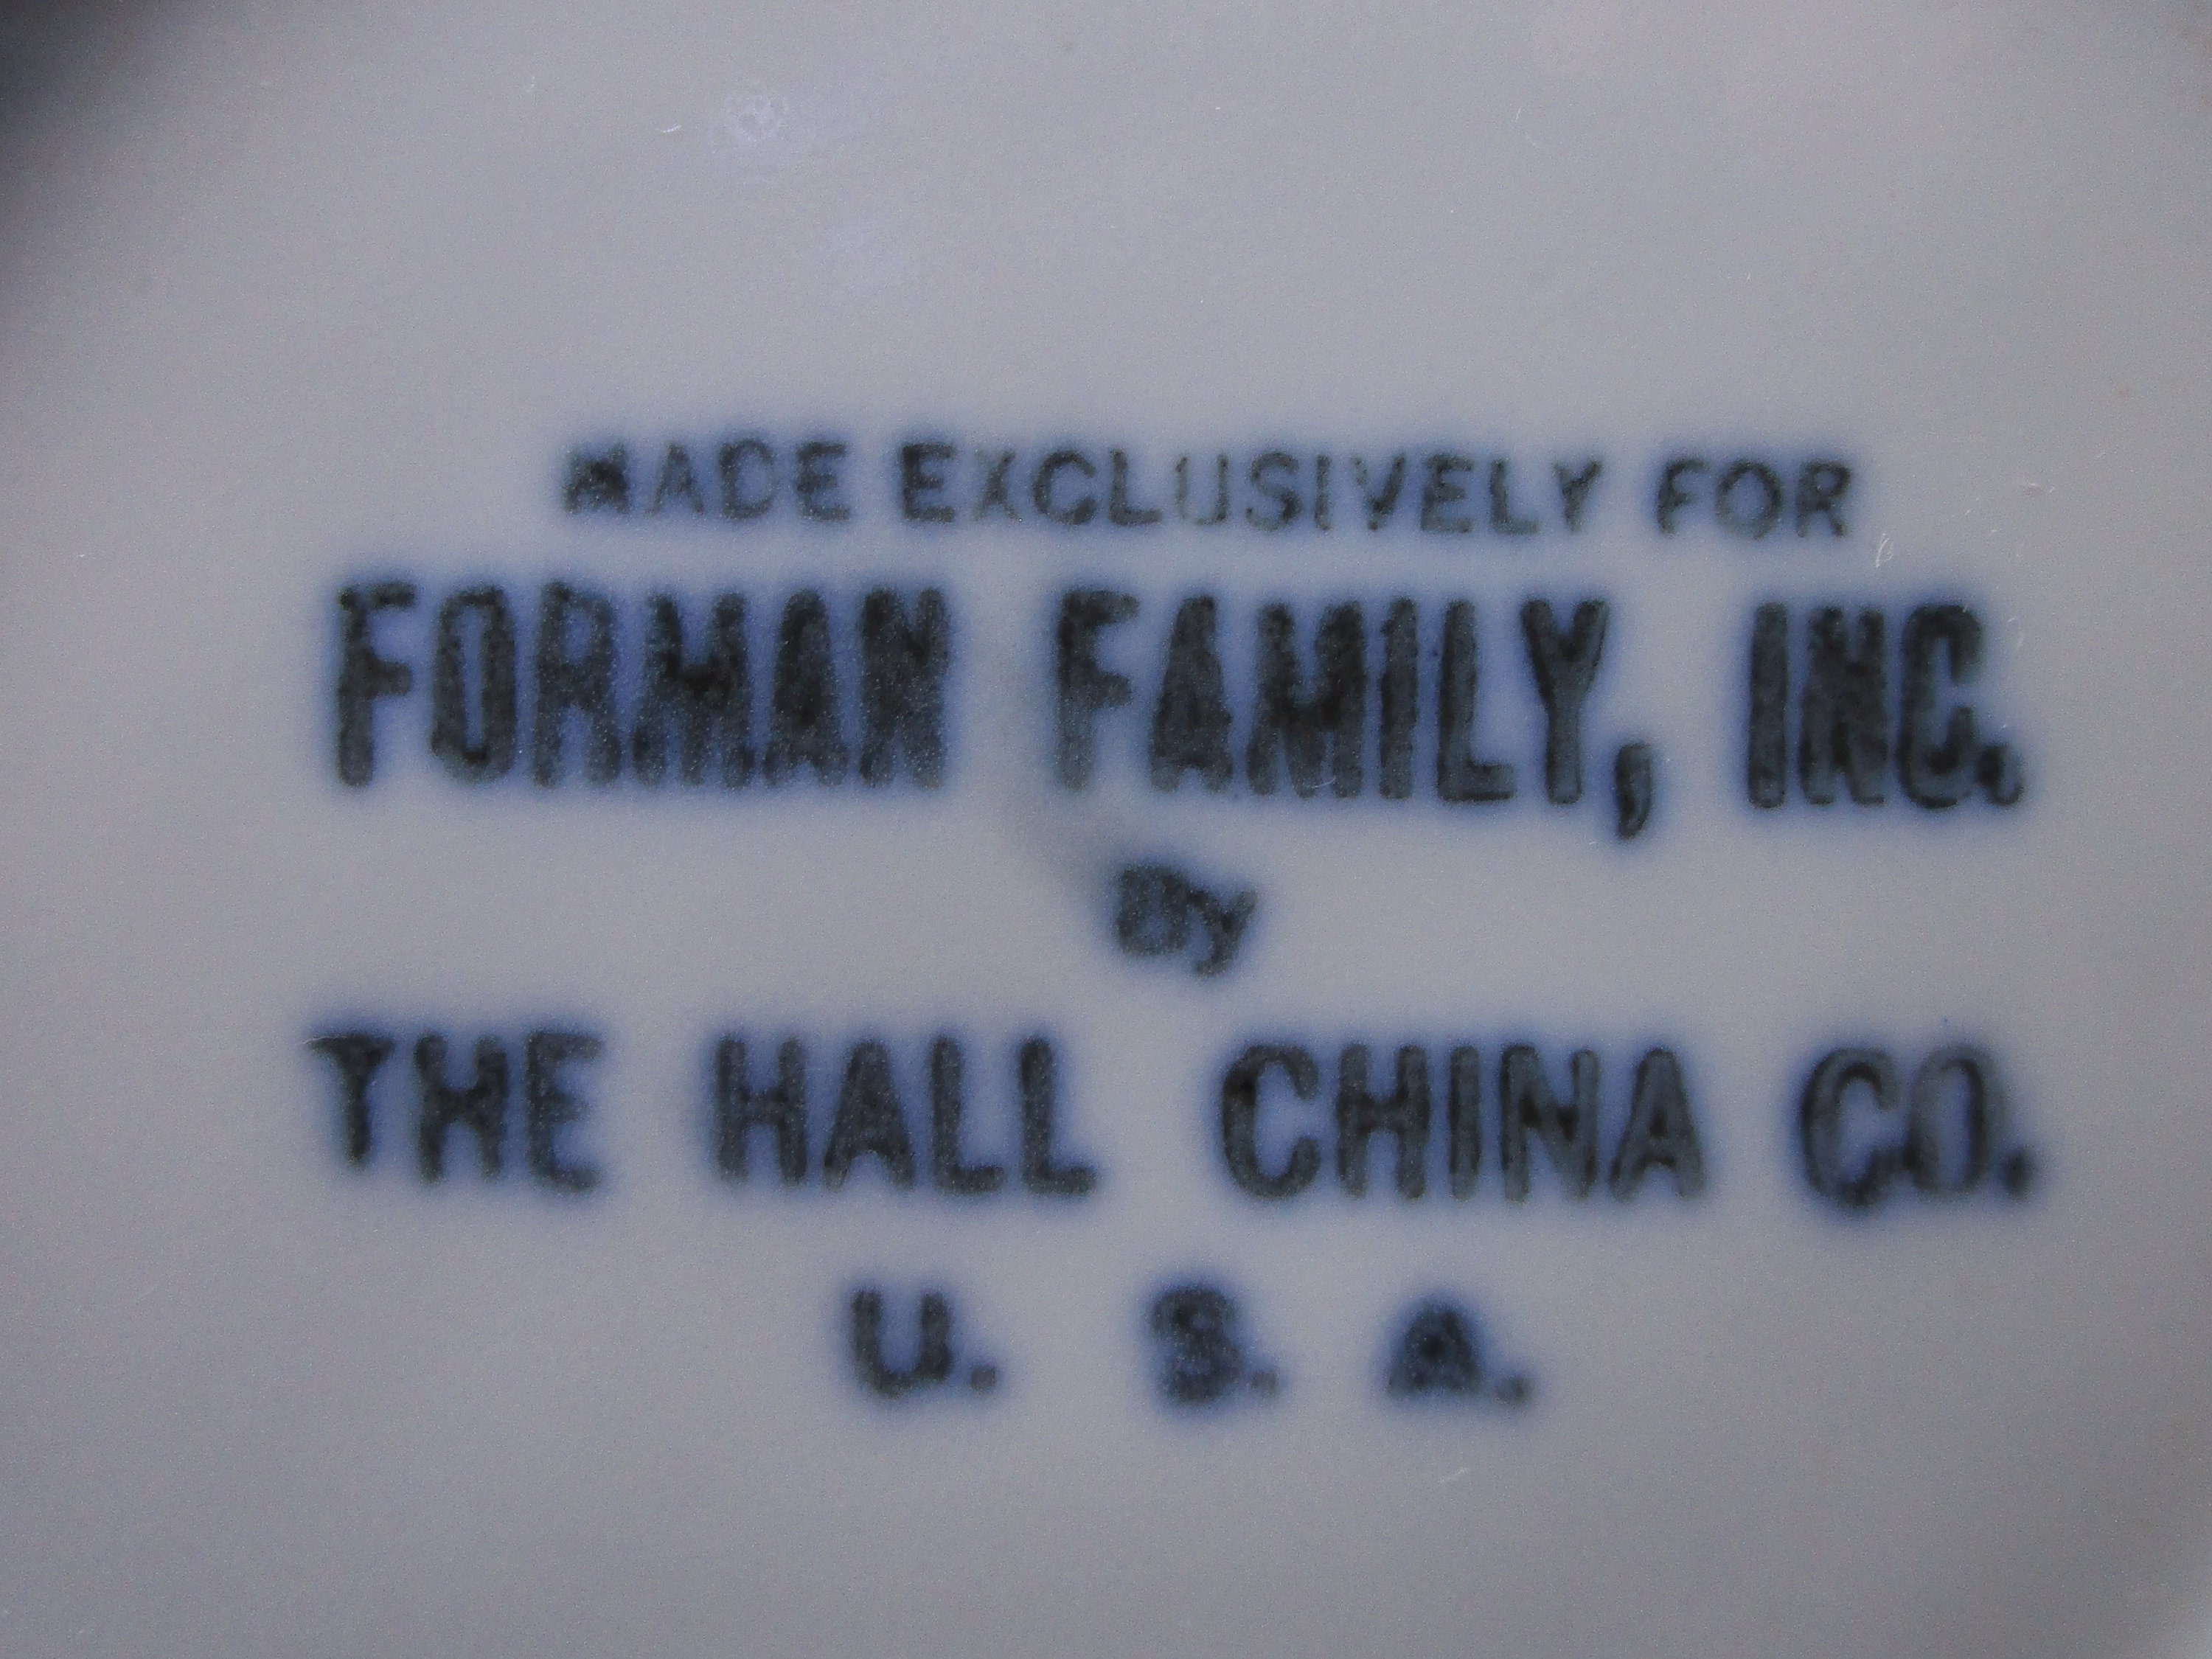 MADE EXCLUSIVELY FOR
FORMAN FAMILY, INC.
By
THE HALL CHINA CO.
U. S. A.